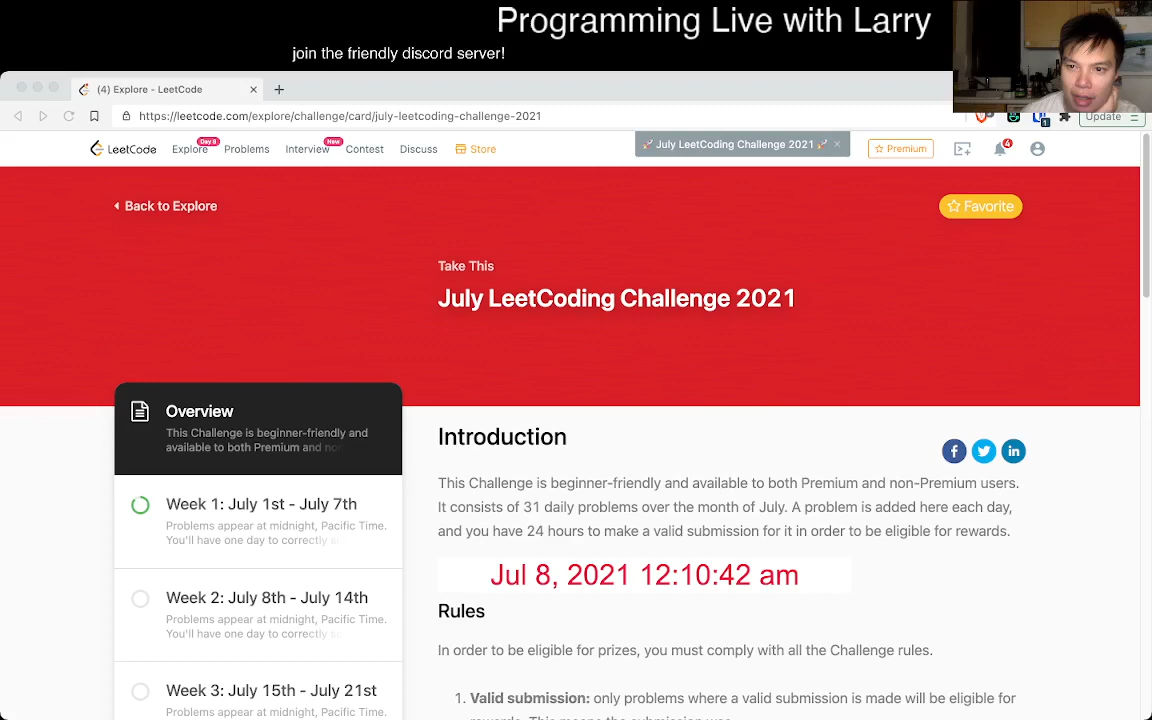 Programming Live with Larry
join the friendly discord server!
(4) Explore - LeetCode
https://leetcode.com/explore/challenge/card/july-leetcoding-challenge-2021
1
Update
LeetCode
Explore
Day 8
Problems
Interview
New
Contest
Discuss
Store
July LeetCoding Challenge 2021
Premium
4
Back to Explore
Favorite
Take This
July LeetCoding Challenge 2021
Overview
This Challenge is beginner-friendly and
available to both Premium and non
Week 1: July 1st - July 7th
Problems appear at midnight, Pacific Time.
You'll have one day to correctly
Week 2: July 8th - July 14th
Problems appear at midnight, Pacific Time.
You'll have one day to correctly
Week 3: July 15th - July 21st
Problems appear at midnight, Pacific Time.
Introduction
This Challenge is beginner-friendly and available to both Premium and non-Premium users.
It consists of 31 daily problems over the month of July. A problem is added here each day,
and you have 24 hours to make a valid submission for it in order to be eligible for rewards.
Jul 8, 2021 12:10:42 am
Rules
In order to be eligible for prizes, you must comply with all the Challenge rules.
1. Valid submission: only problems where a valid submission is made will be eligible for